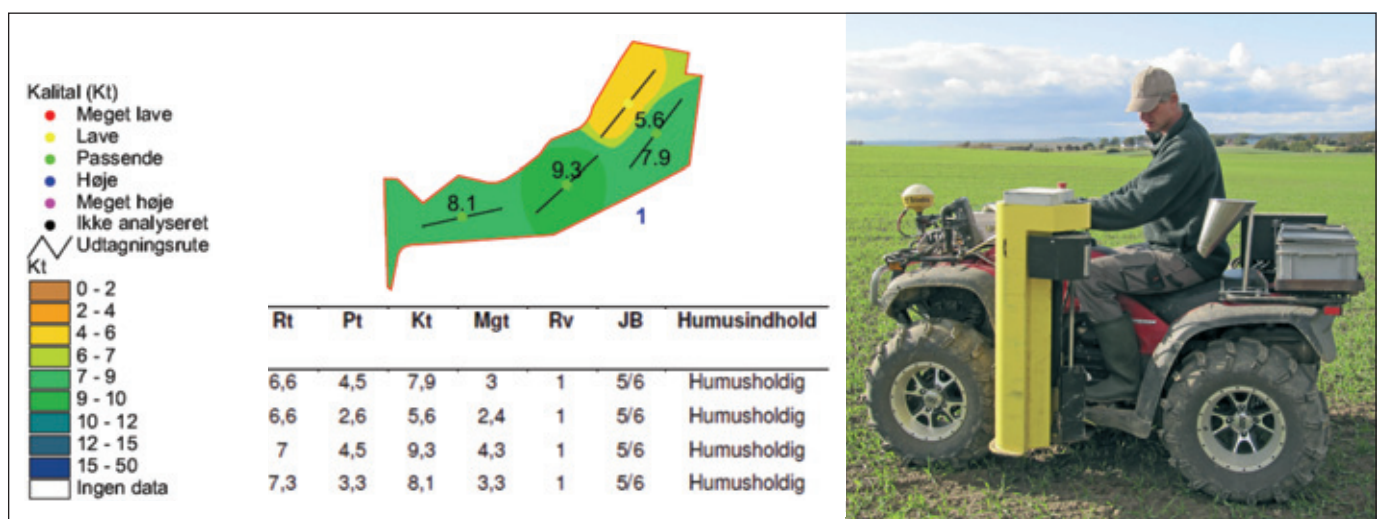 Kalital (Kt)
Meget lave
Lave
Passende
Høje
Meget høje
Ikke analyseret
Udtagningsrute
Kt
0 - 2
2 - 4
4 - 6
6 - 7
7 - 9
9 - 10
10 - 12
12 - 15
15 - 50
Ingen data
5.6
7.9
9.3
8.1
1
Rt Pt Kt Mgt Rv JB Humusindhold
6,6 4,5 7,9 3 1 5/6 Humusholdig
6,6 2,6 5,6 2,4 1 5/6 Humusholdig
7 4,5 9,3 4,3 1 5/6 Humusholdig
7,3 3,3 8,1 3,3 1 5/6 Humusholdig